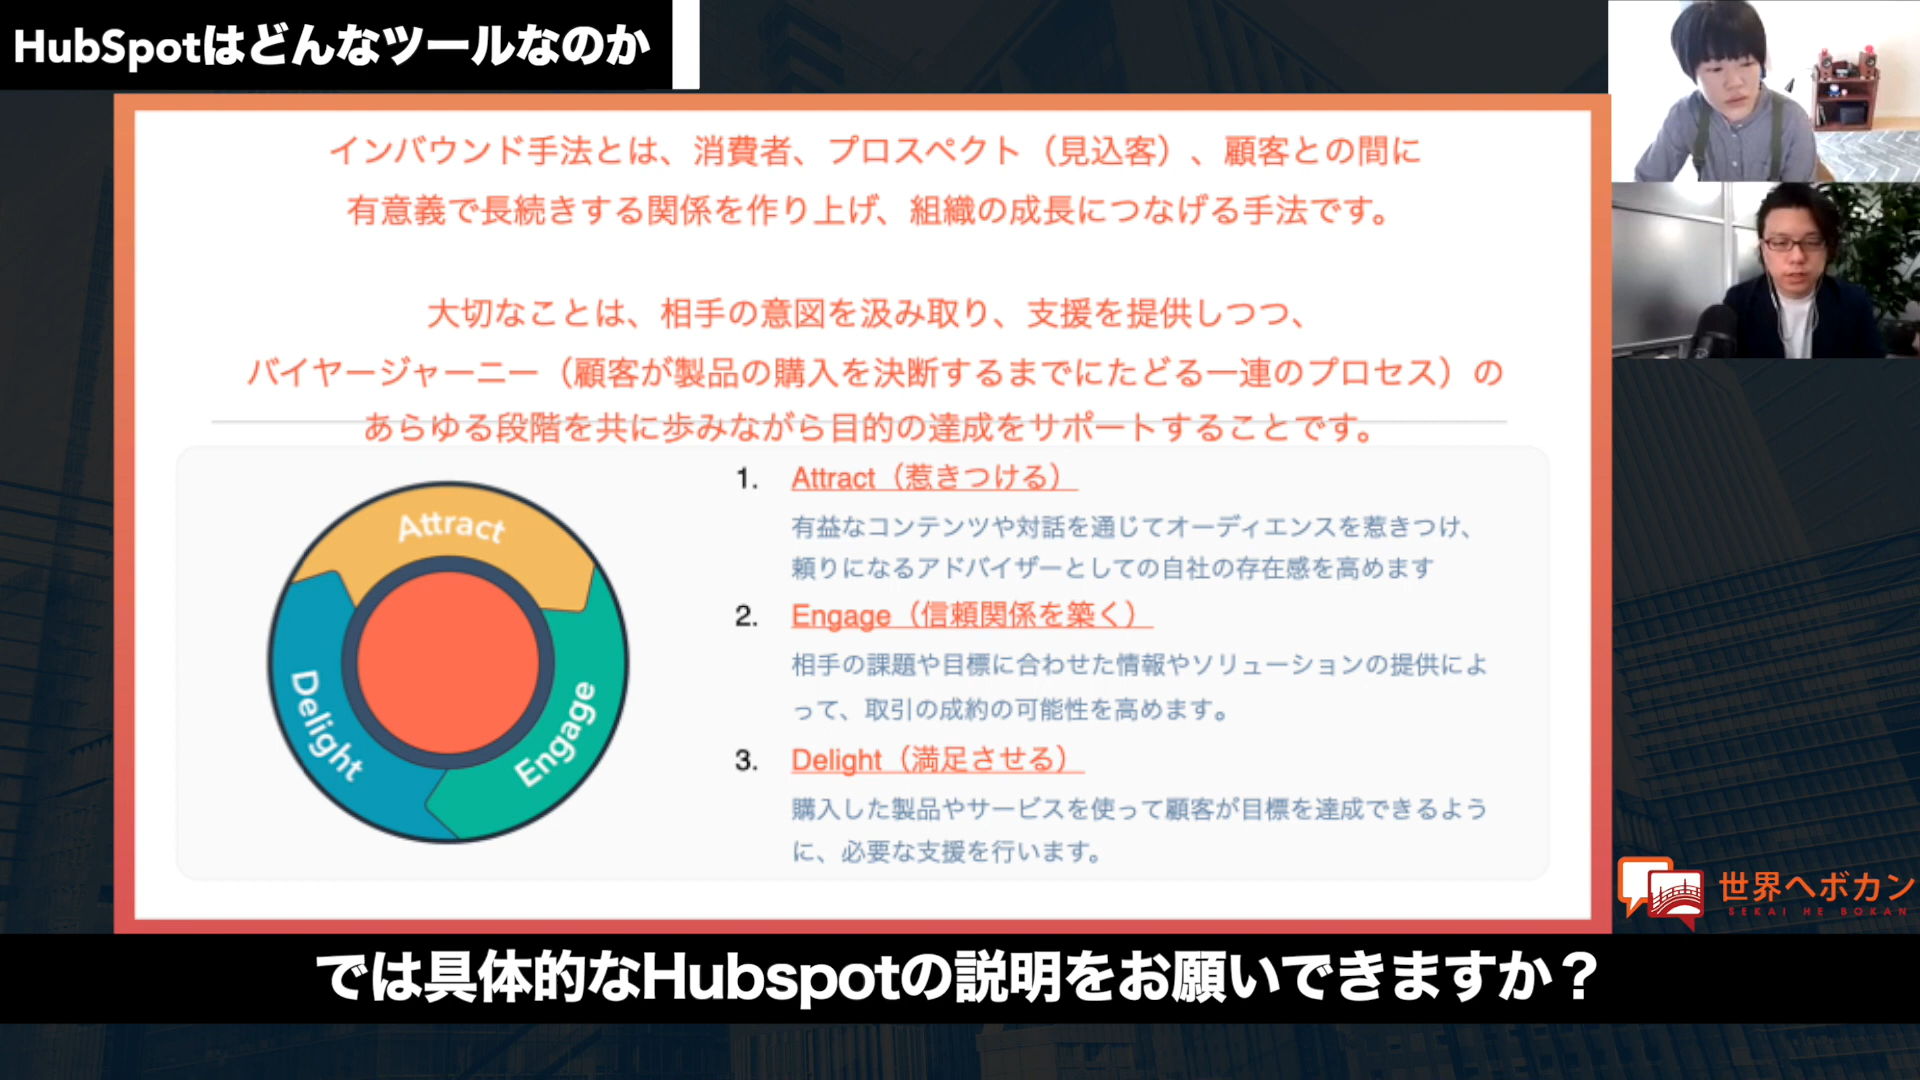 HubSpotはどんなツールなのか
インバウンド手法とは、消費者、プロスペクト（見込客）、顧客との間に
有意義で長続きする関係を作り上げ、組織の成長につなげる手法です。
大切なことは、相手の意図を汲み取り、支援を提供しつつ、
バイヤージャーニー（顧客が製品の購入を決断するまでにたどる一連のプロセス）の
あらゆる段階を共に歩みながら目的の達成をサポートすることです。
Attract
Engage
Delight
1. Attract（惹きつける）
有益なコンテンツや対話を通じてオーディエンスを惹きつけ、
頼りになるアドバイザーとしての自社の存在感を高めます
2. Engage（信頼関係を築く）
相手の課題や目標に合わせた情報やソリューションの提供によ
って、取引の成約の可能性を高めます。
3. Delight（満足させる）
購入した製品やサービスを使って顧客が目標を達成できるよう
に、必要な支援を行います。
世界へボカン
SEKAI HE BOKAN
では具体的なHubspotの説明をお願いできますか？